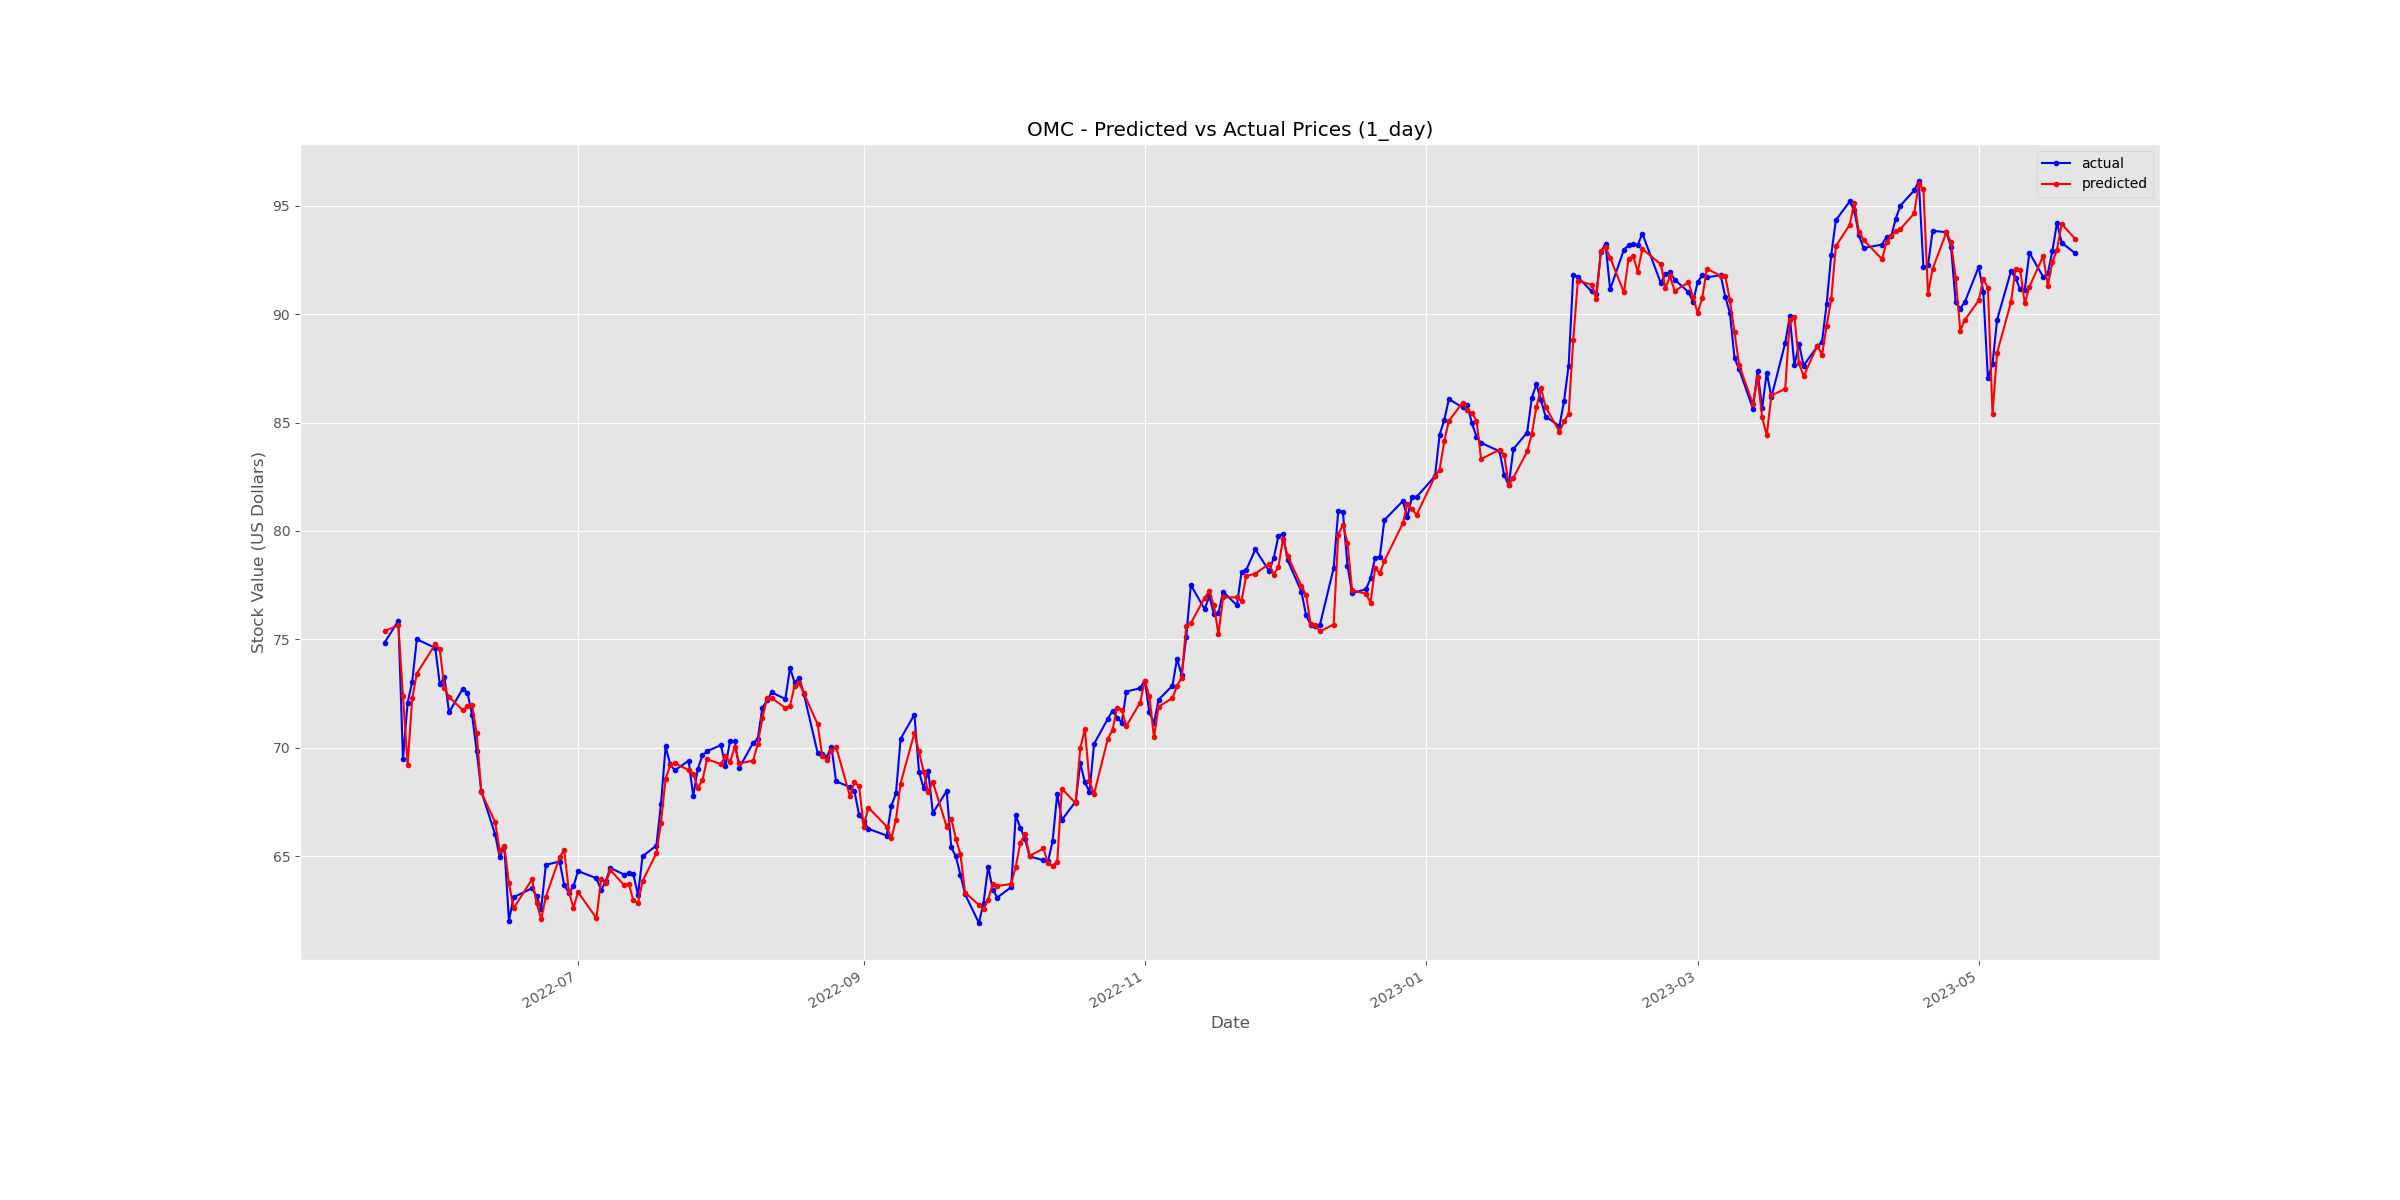 OMC - Predicted vs Actual Prices (1_day)
actual
predicted
95
90
85
80
75
70
65
Stock Value (US Dollars)
2022-07
2022-09
2022-11
2023-01
2023-03
2023-05
Date